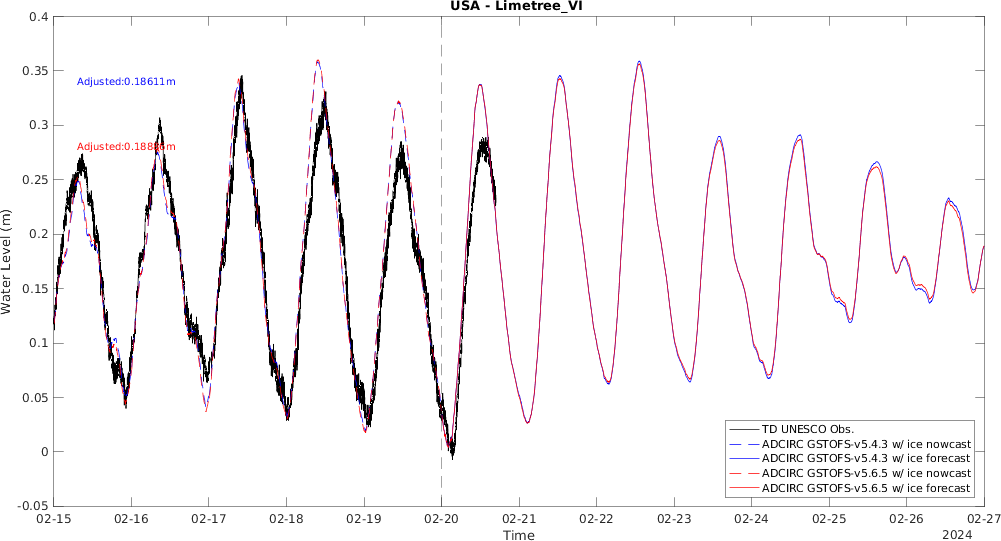 USA - Limetree_VI
0.4
0.35
0.3
0.25
0.2
0.15
0.1
0.05
0
-0.05
Water Level (m)
Adjusted:0.18611m
TD UNESCO Obs.
ADCIRC GSTOFS-v5.4.3 w/ ice nowcast
ADCIRC GSTOFS-v5.4.3 w/ ice forecast
ADCIRC GSTOFS-v5.6.5 w/ ice nowcast
ADCIRC GSTOFS-v5.6.5 w/ ice forecast
02-15 02-16 02-17 02-18 02-19 02-20 02-21 02-22 02-23 02-24 02-25 02-26 02-27
Time
2024